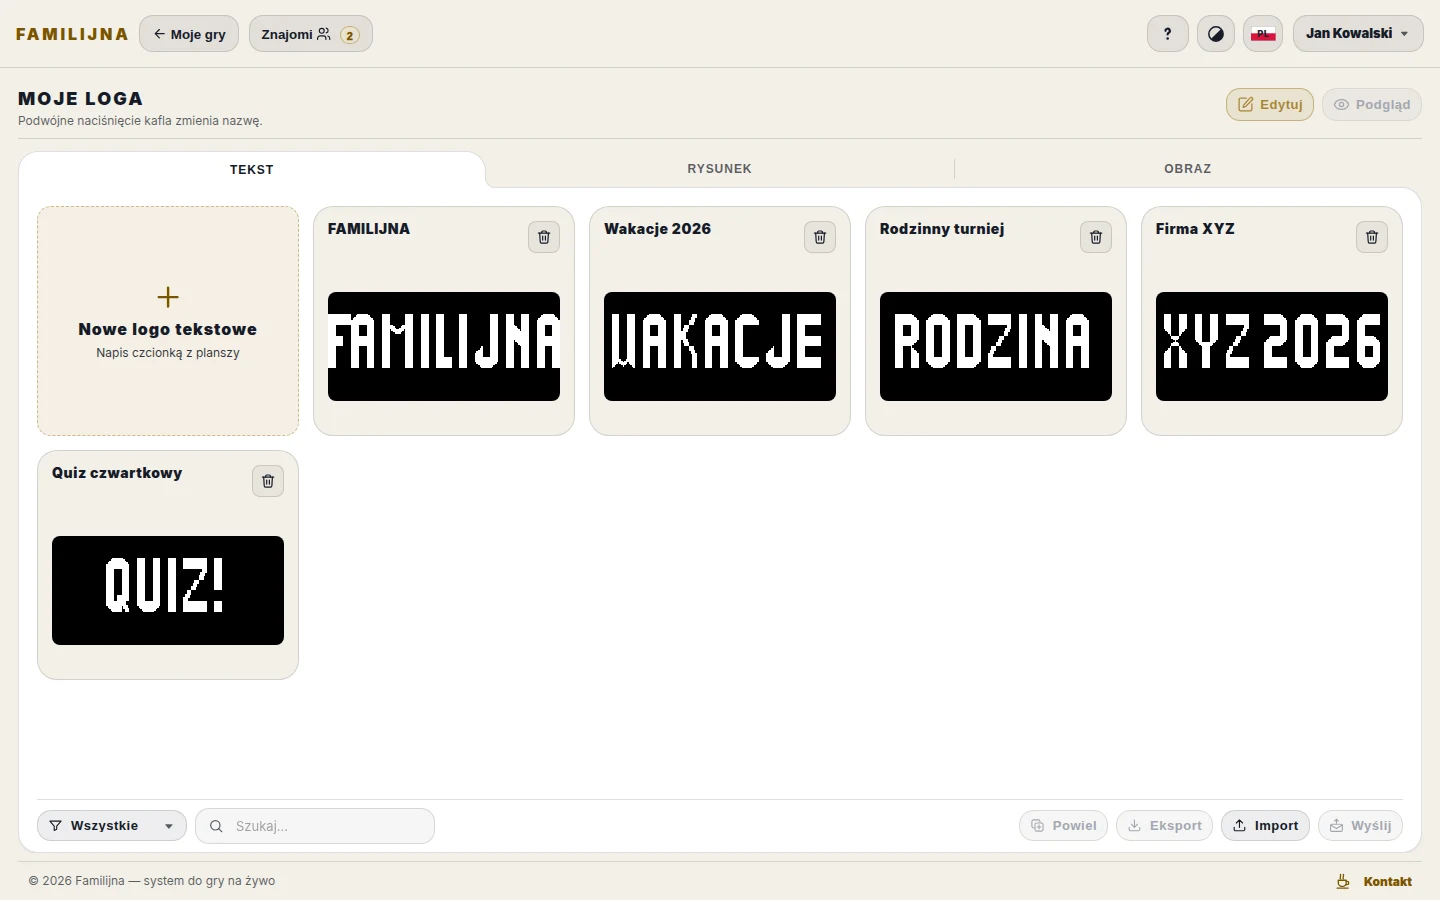 FAMILIJNA
Moje gry
Znajomi 2
?
PL
Jan Kowalski
MOJE LOGA
Podwójne naciśnięcie kafla zmienia nazwę.
Edytuj
Podgląd
TEKST
RYSUNEK
OBRAZ
Nowe logo tekstowe
Napis czcionką z planszy
FAMILIJNA
FAMILIJNA
Wakacje 2026
WAKACJE
Rodzinny turniej
RODZINA
Firma XYZ
XYZ 2026
Quiz czwartkowy
QUIZ!
Wszystkie
Szukaj...
Powiel
Eksport
Import
Wyślij
© 2026 Familijna — system do gry na żywo
Kontakt